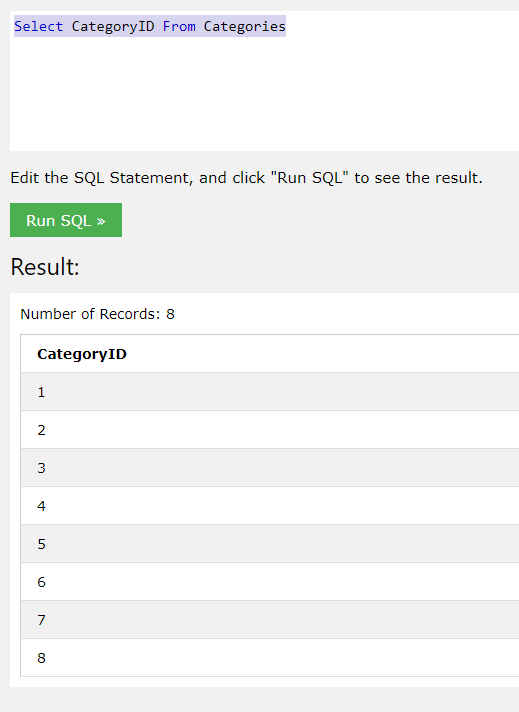 Select CategoryID From Categories
Edit the SQL Statement, and click "Run SQL" to see the result.
Run SQL »
Result:
Number of Records: 8
CategoryID
1
2
3
4
5
6
7
8